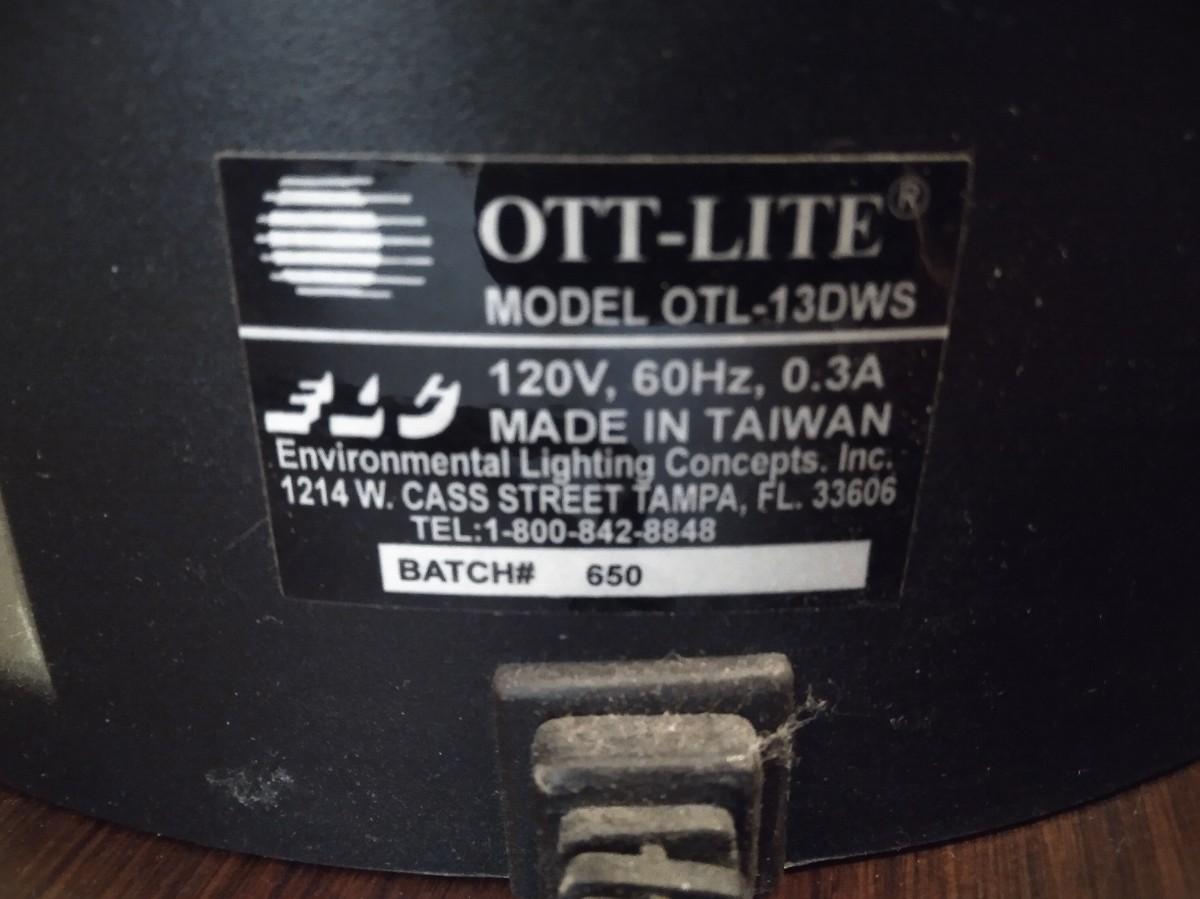 OTT-LITE®
MODEL OTL-13DWS
120V, 60Hz, 0.3A
MADE IN TAIWAN
Environmental Lighting Concepts. Inc.
1214 W. CASS STREET TAMPA, FL. 33606
TEL:1-800-842-8848
BATCH# 650